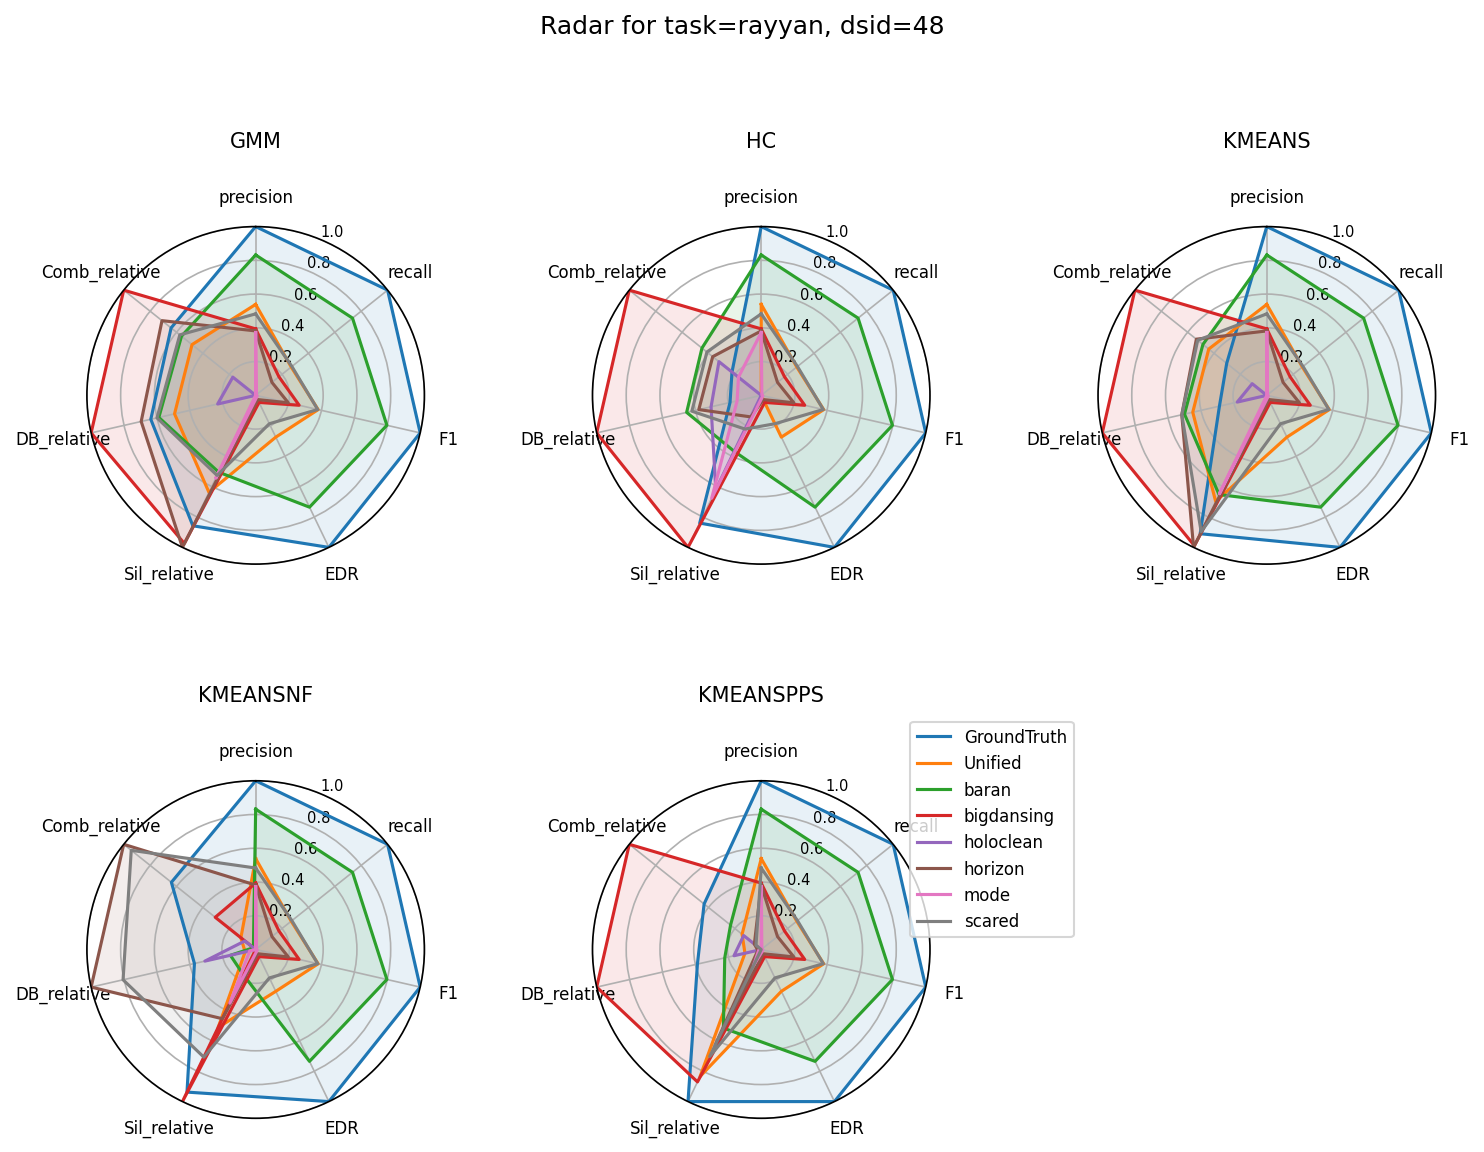 Radar for task=rayyan, dsid=48
GMM
precision
recall
F1
EDR
Sil_relative
DB_relative
Comb_relative
0.2
0.4
0.6
0.8
1.0
HC
precision
recall
F1
EDR
Sil_relative
DB_relative
Comb_relative
0.2
0.4
0.6
0.8
1.0
KMEANS
precision
recall
F1
EDR
Sil_relative
DB_relative
Comb_relative
0.2
0.4
0.6
0.8
1.0
KMEANSNF
precision
recall
F1
EDR
Sil_relative
DB_relative
Comb_relative
0.2
0.4
0.6
0.8
1.0
KMEANSPPS
precision
recall
F1
EDR
Sil_relative
DB_relative
Comb_relative
0.2
0.4
0.6
0.8
1.0
GroundTruth
Unified
baran
bigdansing
holoclean
horizon
mode
scared